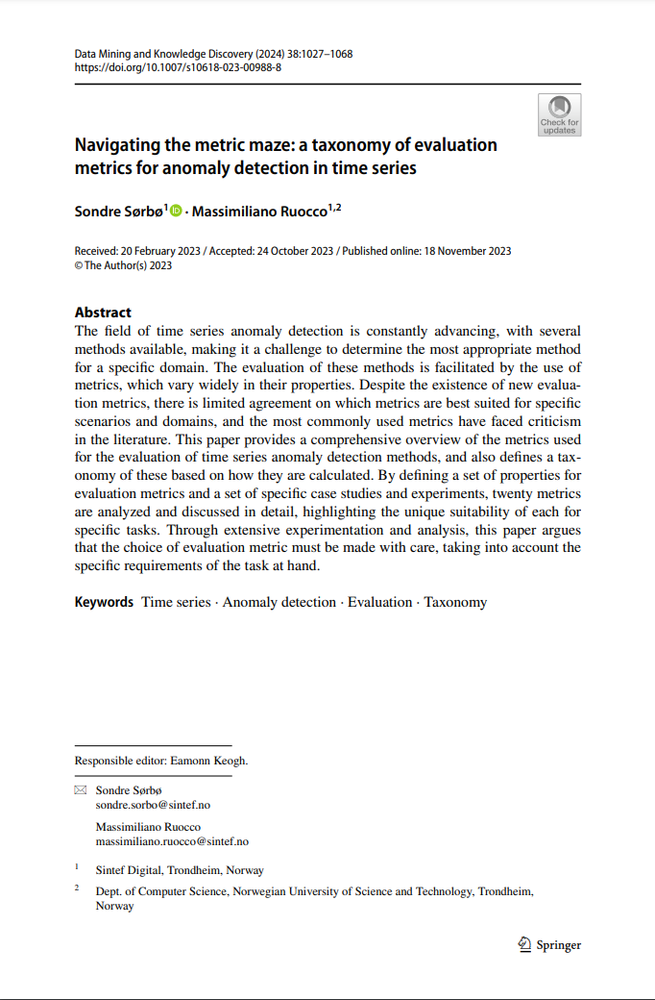 Data Mining and Knowledge Discovery (2024) 38:1027–1068
https://doi.org/10.1007/s10618-023-00988-8
Check for
updates
Navigating the metric maze: a taxonomy of evaluation
metrics for anomaly detection in time series
Sondre Sørbø¹ iD · Massimiliano Ruocco¹,²
Received: 20 February 2023 / Accepted: 24 October 2023 / Published online: 18 November 2023
© The Author(s) 2023
Abstract
The field of time series anomaly detection is constantly advancing, with several
methods available, making it a challenge to determine the most appropriate method
for a specific domain. The evaluation of these methods is facilitated by the use of
metrics, which vary widely in their properties. Despite the existence of new evalua-
tion metrics, there is limited agreement on which metrics are best suited for specific
scenarios and domains, and the most commonly used metrics have faced criticism
in the literature. This paper provides a comprehensive overview of the metrics used
for the evaluation of time series anomaly detection methods, and also defines a tax-
onomy of these based on how they are calculated. By defining a set of properties for
evaluation metrics and a set of specific case studies and experiments, twenty metrics
are analyzed and discussed in detail, highlighting the unique suitability of each for
specific tasks. Through extensive experimentation and analysis, this paper argues
that the choice of evaluation metric must be made with care, taking into account the
specific requirements of the task at hand.
Keywords Time series · Anomaly detection · Evaluation · Taxonomy
Responsible editor: Eamonn Keogh.
Sondre Sørbø
sondre.sorbo@sintef.no
Massimiliano Ruocco
massimiliano.ruocco@sintef.no
¹ Sintef Digital, Trondheim, Norway
² Dept. of Computer Science, Norwegian University of Science and Technology, Trondheim,
Norway
Springer